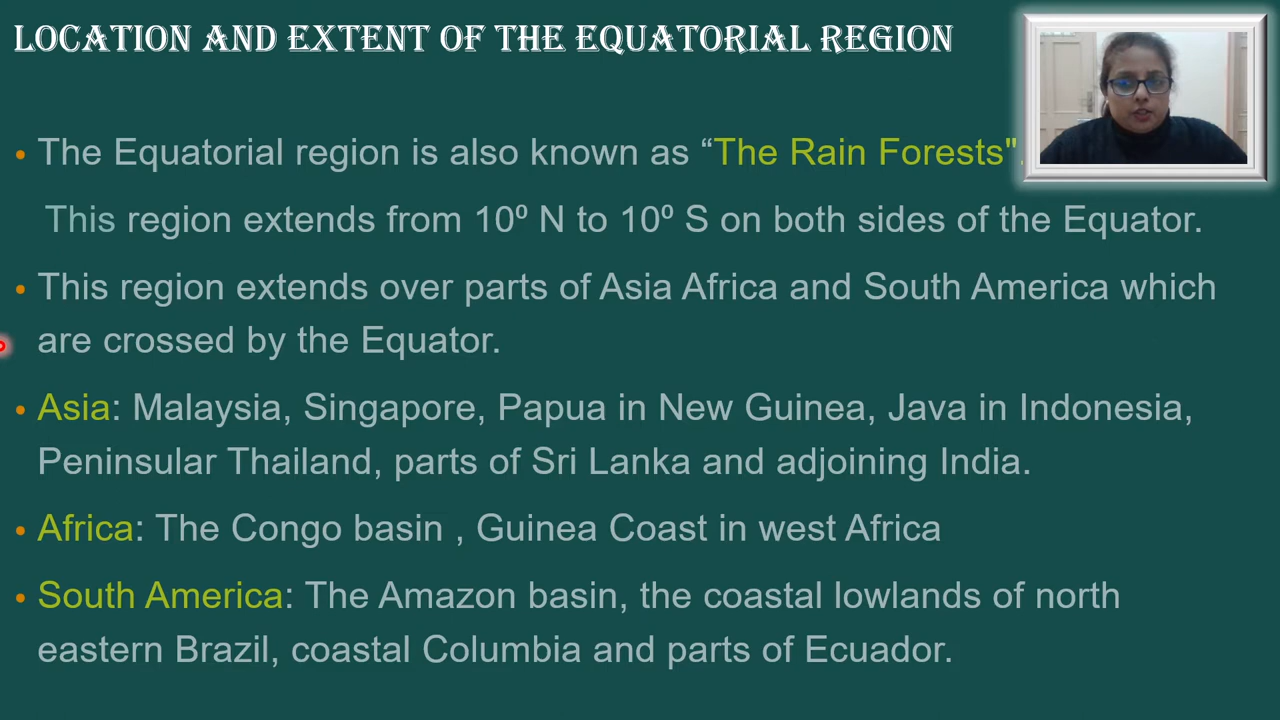 LOCATION AND EXTENT OF THE EQUATORIAL REGION
• The Equatorial region is also known as “The Rain Forests".
This region extends from 10⁰ N to 10⁰ S on both sides of the Equator.
• This region extends over parts of Asia Africa and South America which
are crossed by the Equator.
• Asia: Malaysia, Singapore, Papua in New Guinea, Java in Indonesia,
Peninsular Thailand, parts of Sri Lanka and adjoining India.
• Africa: The Congo basin , Guinea Coast in west Africa
• South America: The Amazon basin, the coastal lowlands of north
eastern Brazil, coastal Columbia and parts of Ecuador.